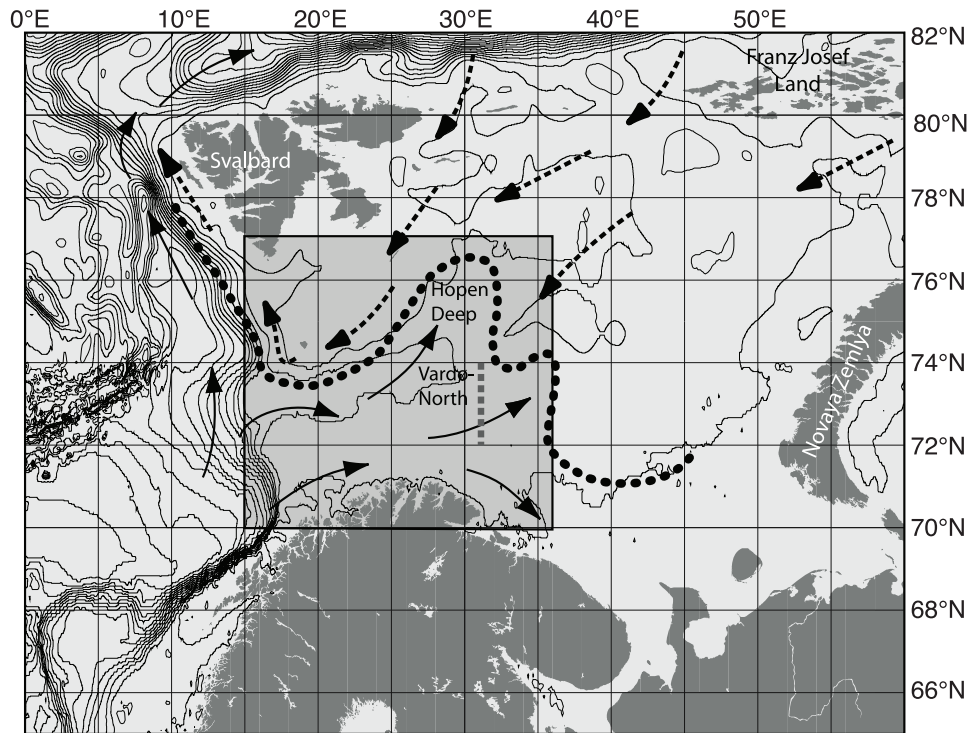 0°E 10°E 20°E 30°E 40°E 50°E
82°N
Franz Josef
Land
80°N
Svalbard
78°N
76°N
Hopen
Deep
74°N
Vardø-
North
Novaya Zemlya
72°N
70°N
68°N
66°N